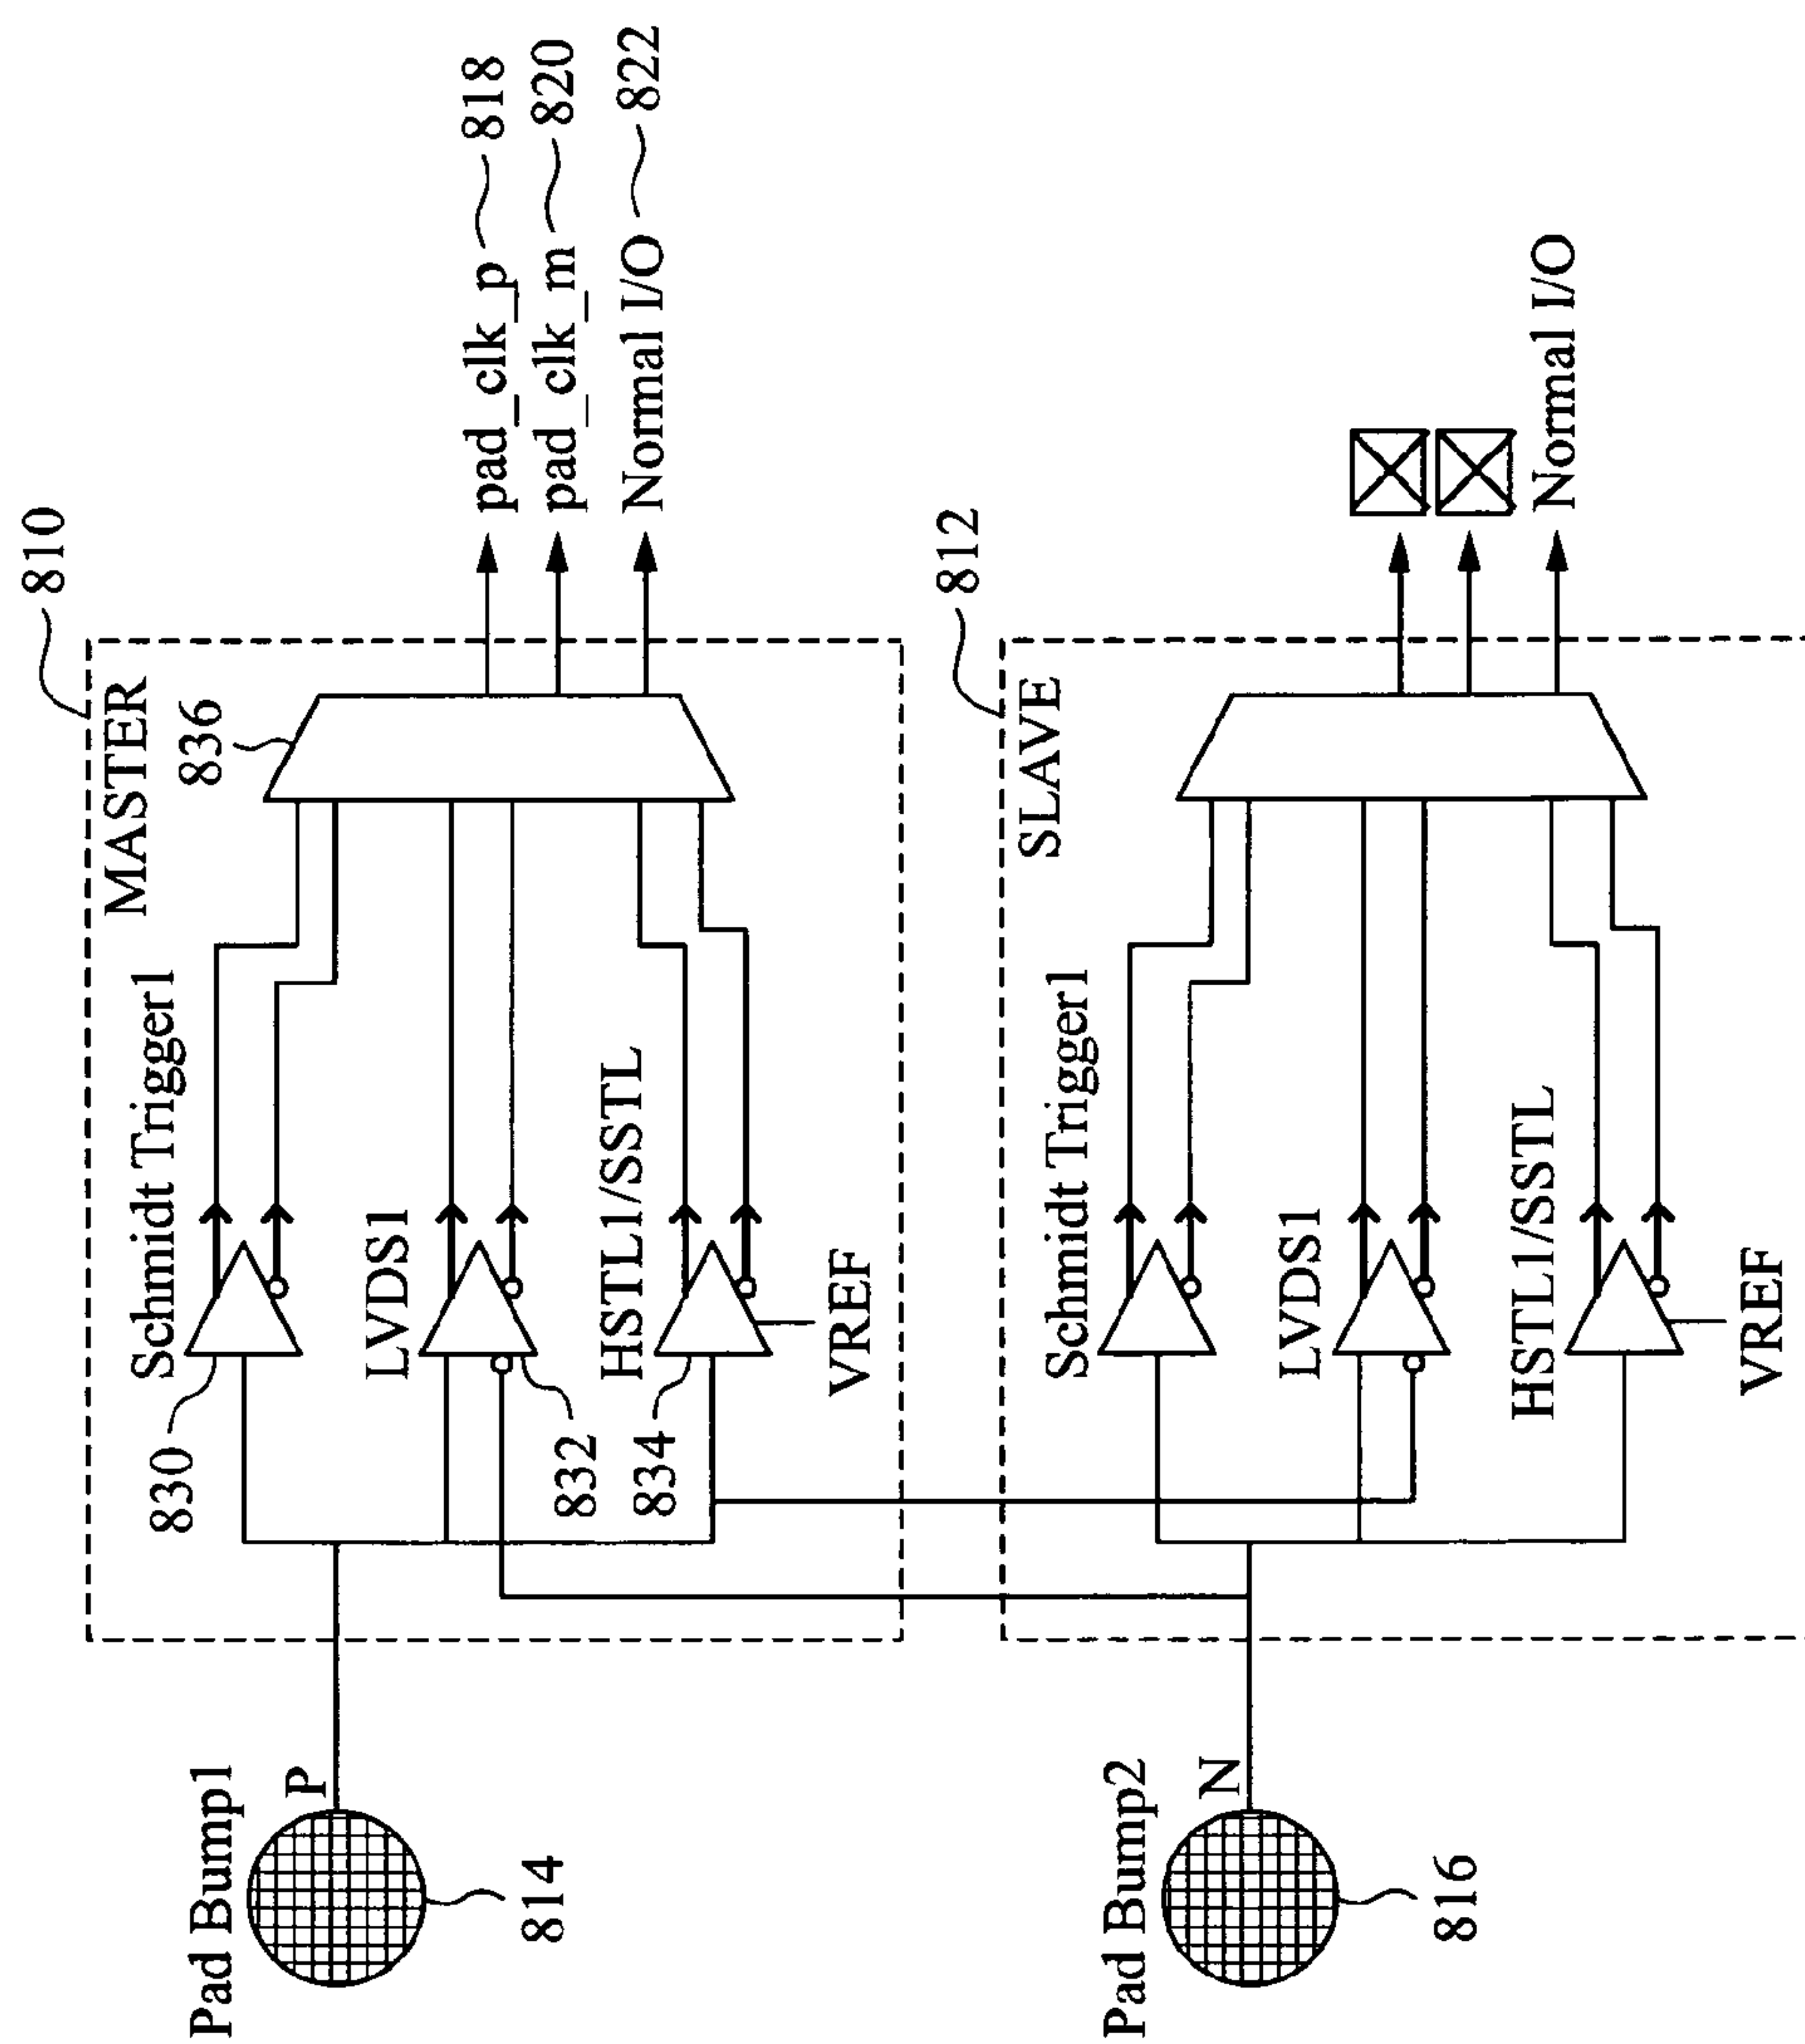 810
MASTER
836
Schmidt Trigger1
830
LVDS1
832
HSTL1/SSTL
834
VREF
Pad Bump1
P
814
pad_clk_p 818
pad_clk_m 820
Normal I/O 822
812
SLAVE
Schmidt Trigger1
LVDS1
HSTL1/SSTL
VREF
Pad Bump2
N
816
Normal I/O